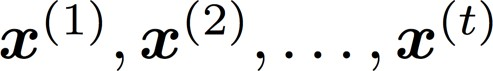 x^(1), x^(2), . . . , x^(t)